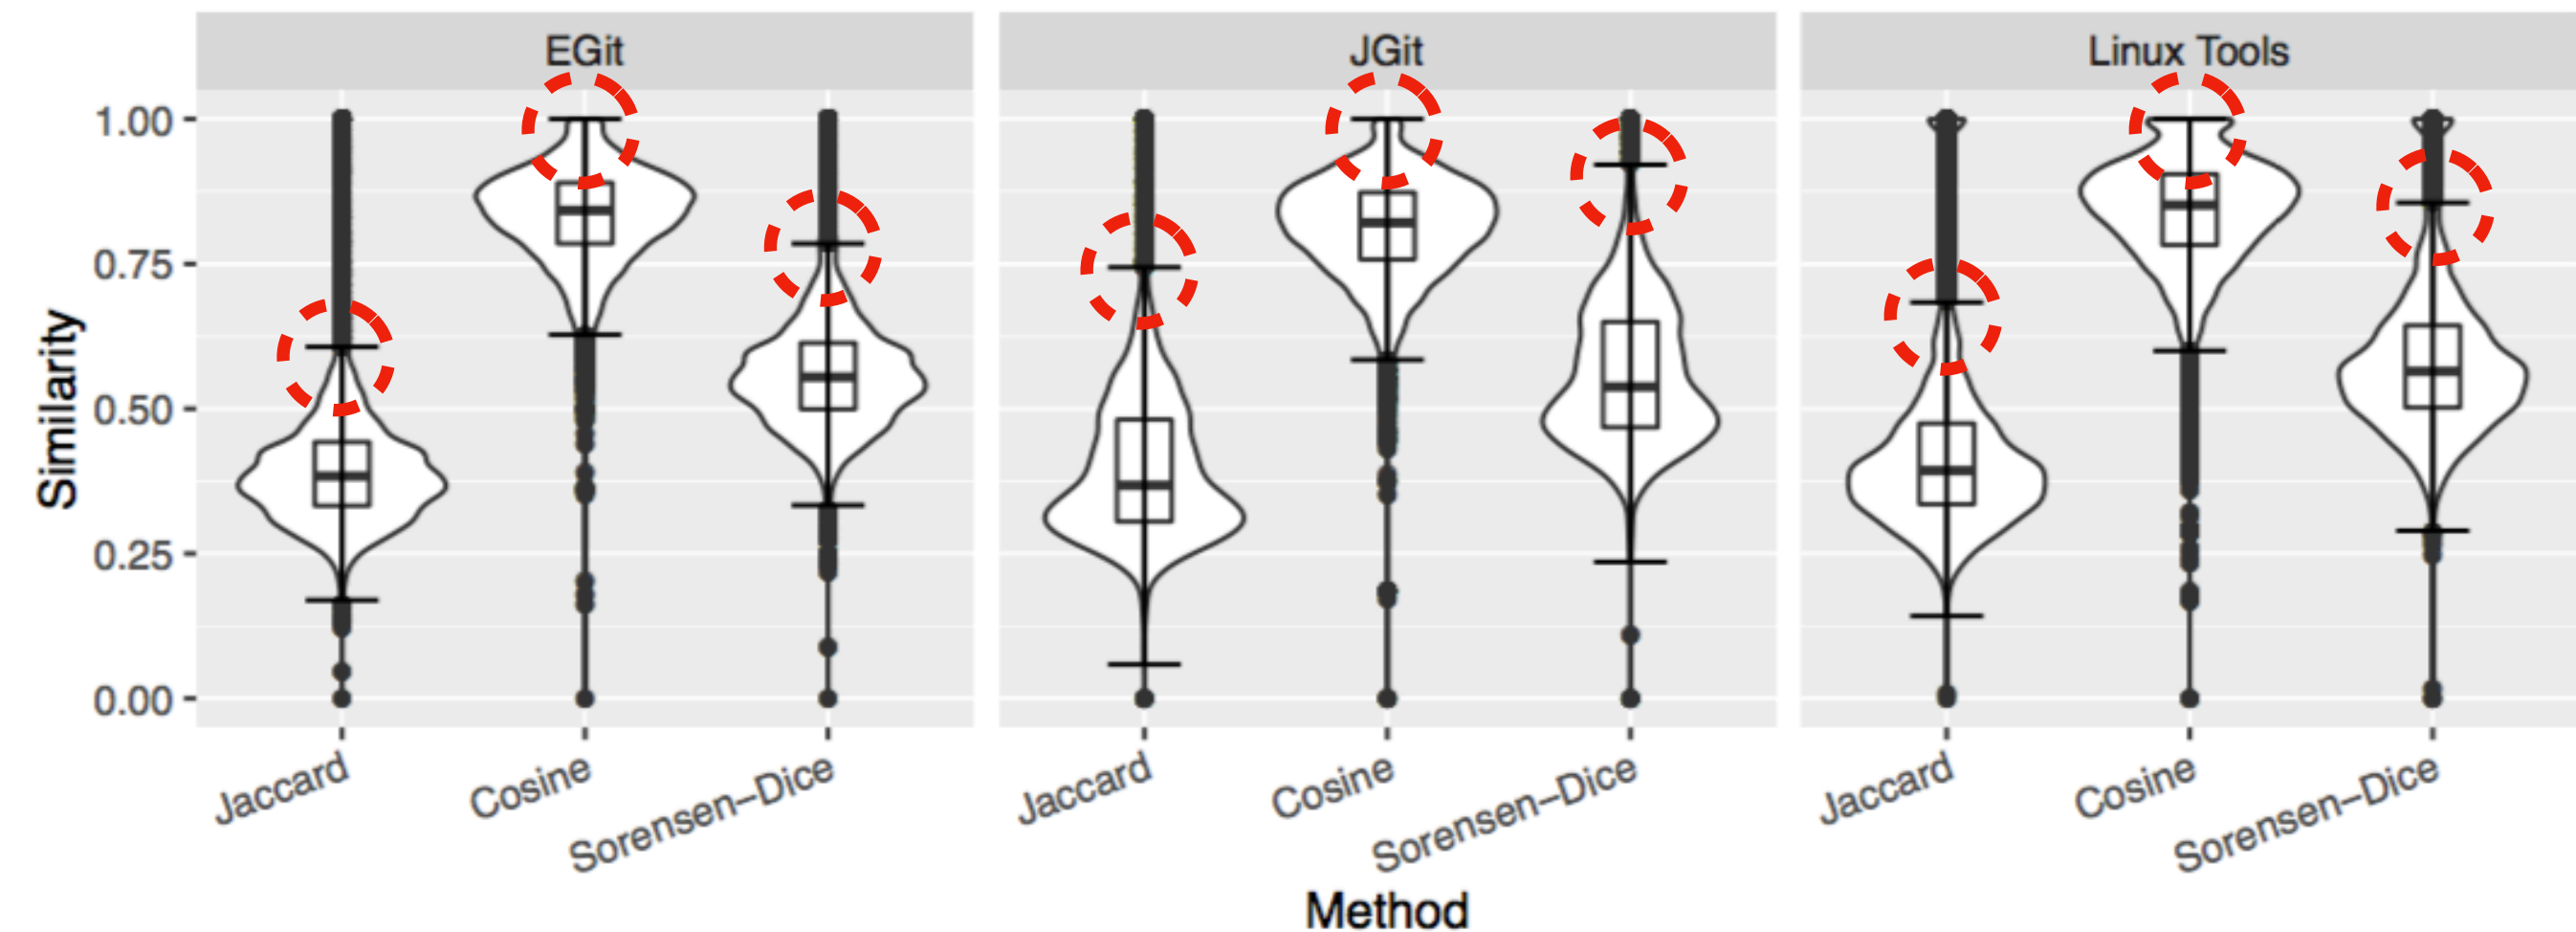 EGit JGit Linux Tools
1.00
0.75
0.50
0.25
0.00
Similarity
Jaccard Cosine Sorensen–Dice Jaccard Cosine Sorensen–Dice Jaccard Cosine Sorensen–Dice
Method